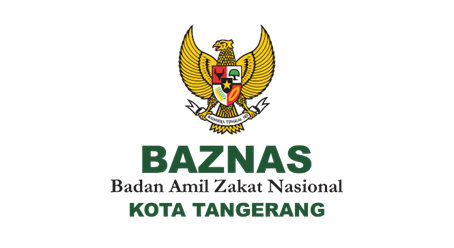 BAZNAS
Badan Amil Zakat Nasional
KOTA TANGERANG